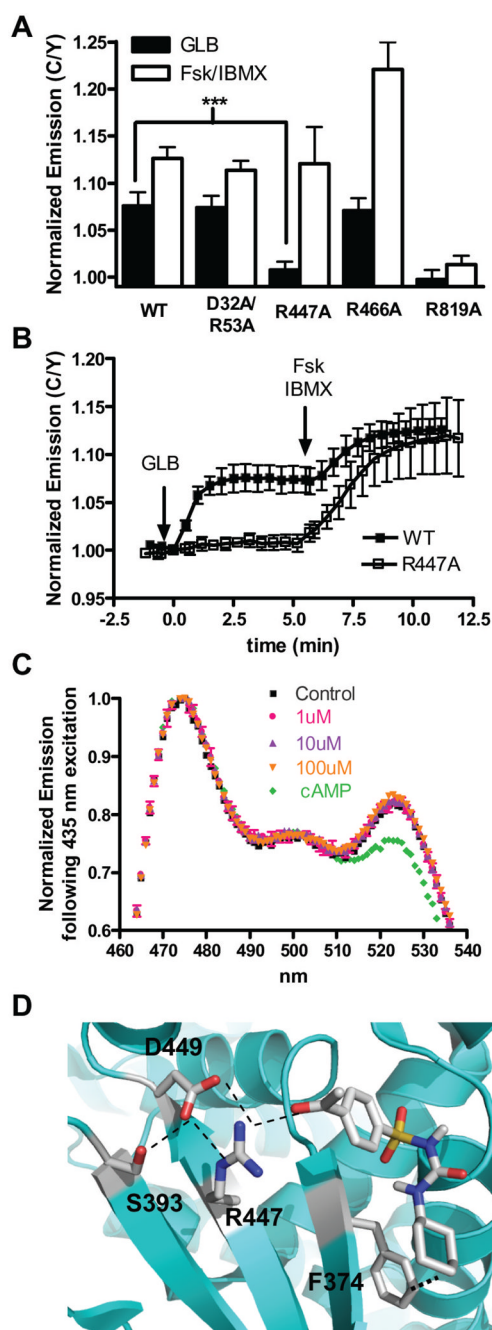 A
Normalized Emission (C/Y)
1.25
1.20
1.15
1.10
1.05
1.00
GLB
Fsk/IBMX
***
WT
D32A/
R53A
R447A
R466A
R819A
B
Normalized Emission (C/Y)
1.20
1.15
1.10
1.05
1.00
0.95
GLB
Fsk
IBMX
WT
R447A
-2.5
0.0
2.5
5.0
7.5
10.0
12.5
time (min)
C
Normalized Emission
following 435 nm excitation
1.0
0.9
0.8
0.7
0.6
Control
1uM
10uM
100uM
cAMP
460
470
480
490
500
510
520
530
540
nm
D
D449
S393
R447
F374